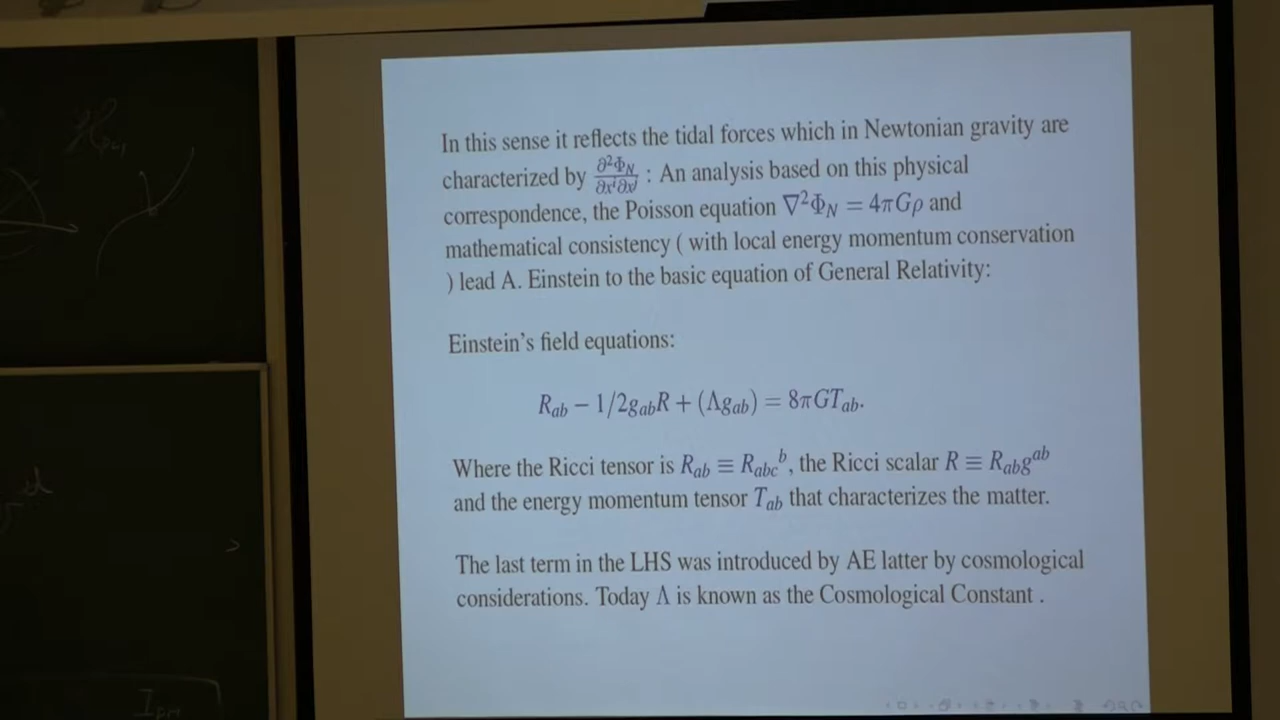 In this sense it reflects the tidal forces which in Newtonian gravity are
characterized by ∂²Φ_N/∂xⁱ∂xʲ : An analysis based on this physical
correspondence, the Poisson equation ∇²Φ_N = 4πGρ and
mathematical consistency ( with local energy momentum conservation
) lead A. Einstein to the basic equation of General Relativity:
Einstein's field equations:
R_ab − 1/2g_abR + (Λg_ab) = 8πGT_ab.
Where the Ricci tensor is R_ab ≡ R_abc^b, the Ricci scalar R ≡ R_abg^ab
and the energy momentum tensor T_ab that characterizes the matter.
The last term in the LHS was introduced by AE latter by cosmological
considerations. Today Λ is known as the Cosmological Constant .